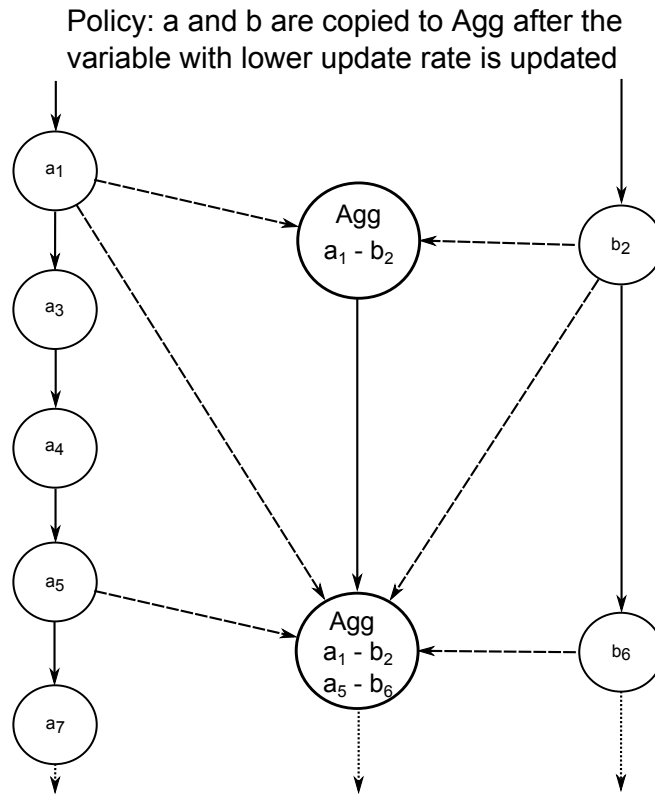 Policy: a and b are copied to Agg after the
variable with lower update rate is updated
a1
Agg
a1 - b2
b2
a3
a4
a5
Agg
a1 - b2
a5 - b6
b6
a7